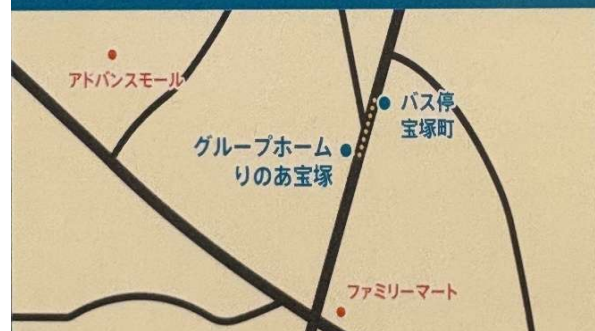 アドバンスモール
バス停
宝塚町
グループホーム
りのあ宝塚
ファミリーマート